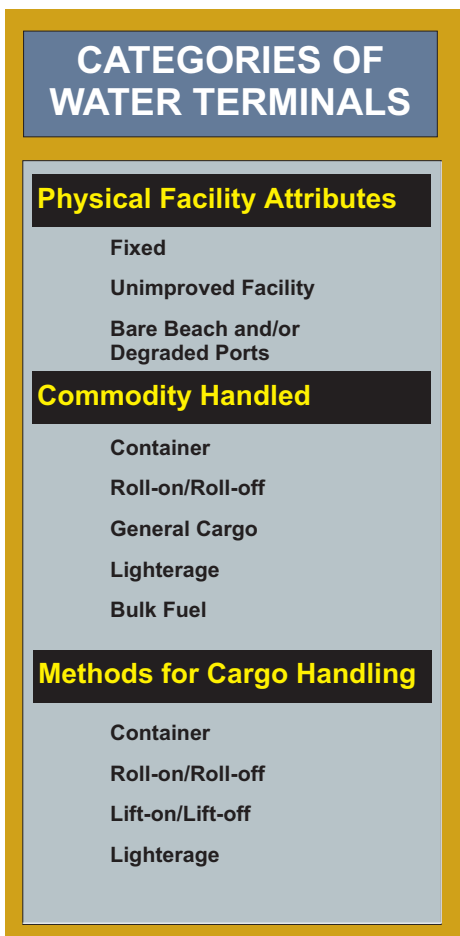 CATEGORIES OF
WATER TERMINALS
Physical Facility Attributes
Fixed
Unimproved Facility
Bare Beach and/or
Degraded Ports
Commodity Handled
Container
Roll-on/Roll-off
General Cargo
Lighterage
Bulk Fuel
Methods for Cargo Handling
Container
Roll-on/Roll-off
Lift-on/Lift-off
Lighterage